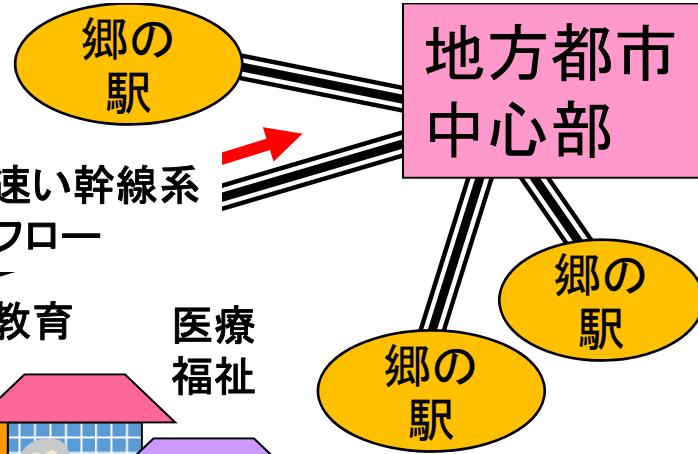 郷の
駅
地方都市
中心部
速い幹線系
フロー
教育
医療
福祉
郷の
駅
郷の
駅